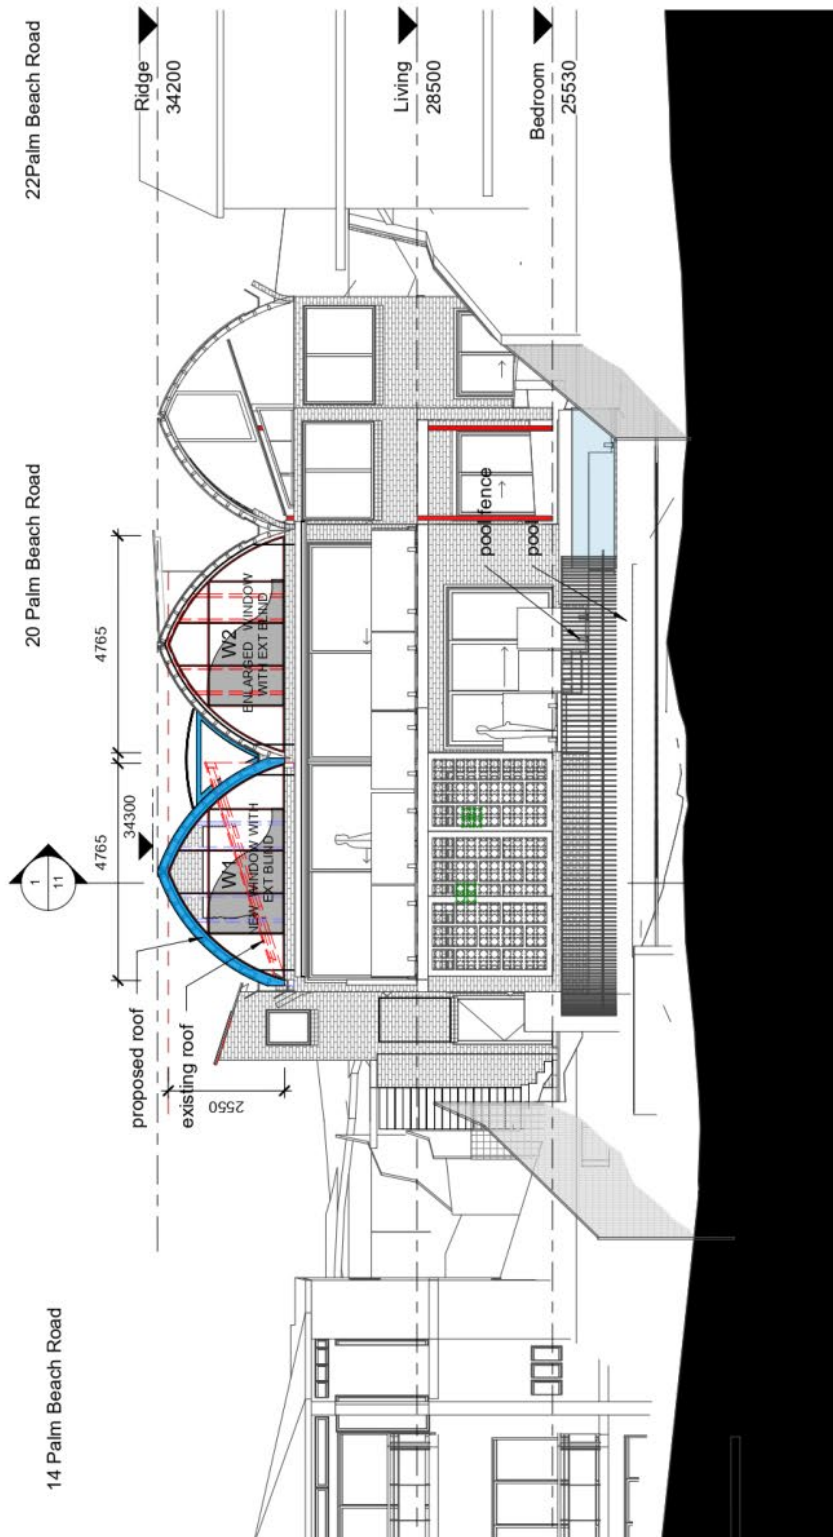 14 Palm Beach Road
20 Palm Beach Road
22Palm Beach Road
1
11
4765
4765
34300
Ridge
34200
proposed roof
existing roof
2550
W1
NEW WINDOW WITH
EXT BLIND
W2
ENLARGED WINDOW
WITH EXT BLIND
Living
28500
pool fence
pool
Bedroom
25530